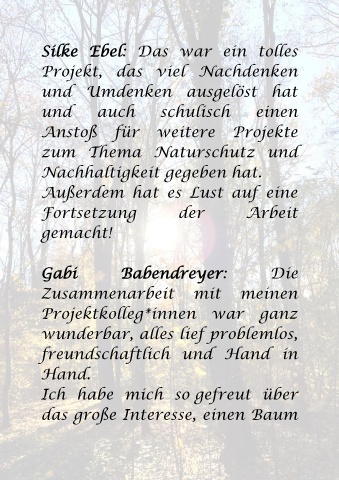 Silke Ebel: Das war ein tolles
Projekt, das viel Nachdenken
und Umdenken ausgelöst hat
und auch schulisch einen
Anstoß für weitere Projekte
zum Thema Naturschutz und
Nachhaltigkeit gegeben hat.
Außerdem hat es Lust auf eine
Fortsetzung der Arbeit
gemacht!
Gabi Babendreyer: Die
Zusammenarbeit mit meinen
Projektkolleg*innen war ganz
wunderbar, alles lief problemlos,
freundschaftlich und Hand in
Hand.
Ich habe mich so gefreut über
das große Interesse, einen Baum